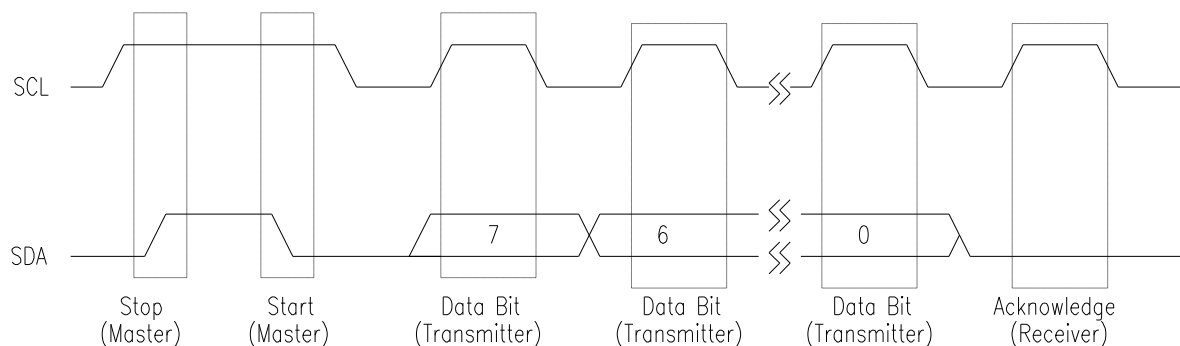 SCL
SDA
7
6
0
Stop
(Master)
Start
(Master)
Data Bit
(Transmitter)
Data Bit
(Transmitter)
Data Bit
(Transmitter)
Acknowledge
(Receiver)